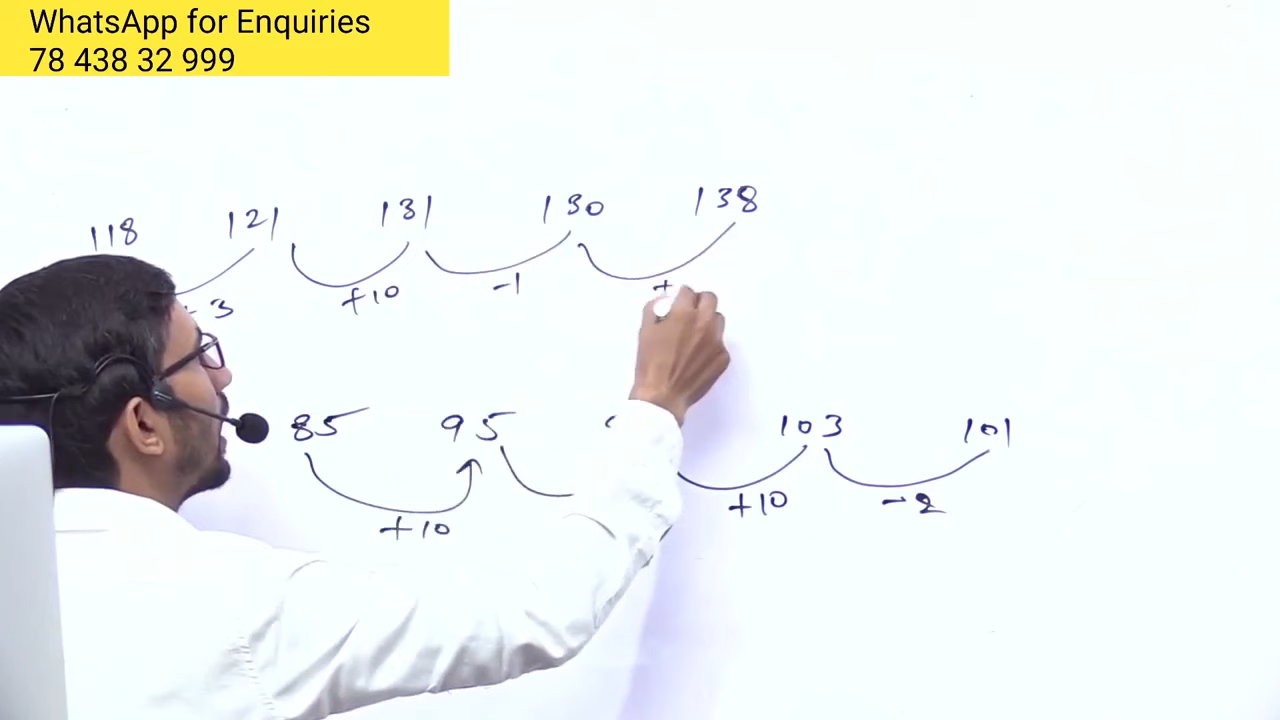 WhatsApp for Enquiries
78 438 32 999
118 121 131 130 138
3 +10 -1 +
85 95 103 101
+10 +10 -2